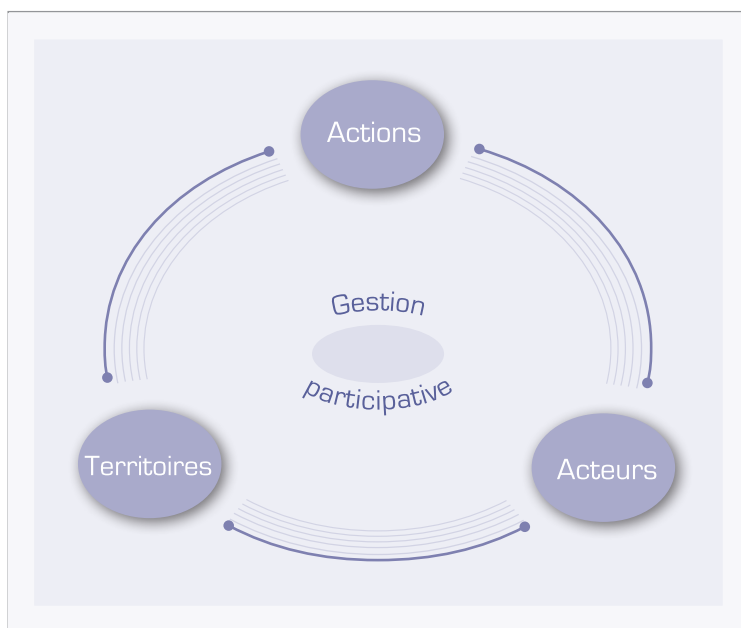 Actions
Gestion
participative
Territoires
Acteurs